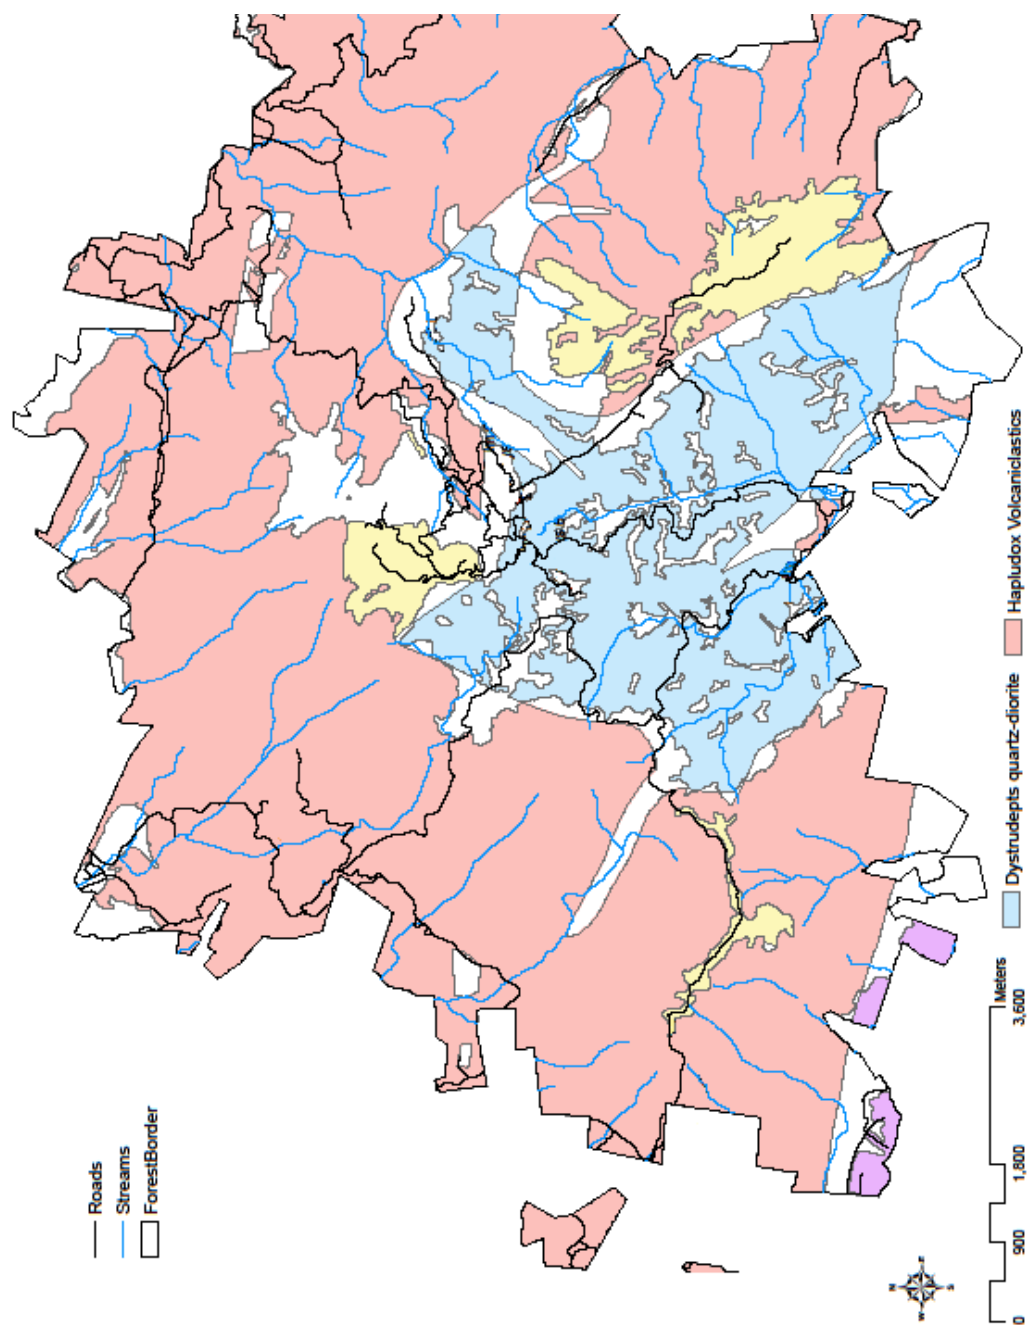 Roads
Streams
ForestBorder
N
W E
S
0 900 1,800 3,600
Meters
Dystrudepts quartz-diorite
Hapludox Volcaniclastics